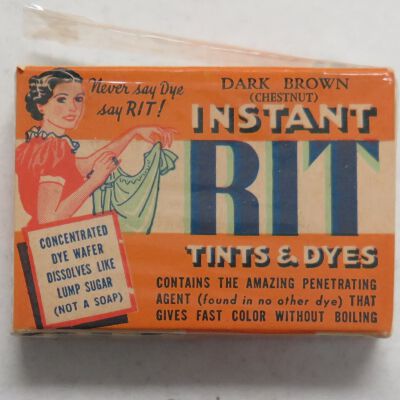 Never say Dye
say RIT!
DARK BROWN
(CHESTNUT)
INSTANT
RIT
TINTS & DYES
CONCENTRATED
DYE WAFER
DISSOLVES LIKE
LUMP SUGAR
(NOT A SOAP)
CONTAINS THE AMAZING PENETRATING
AGENT (found in no other dye) THAT
GIVES FAST COLOR WITHOUT BOILING